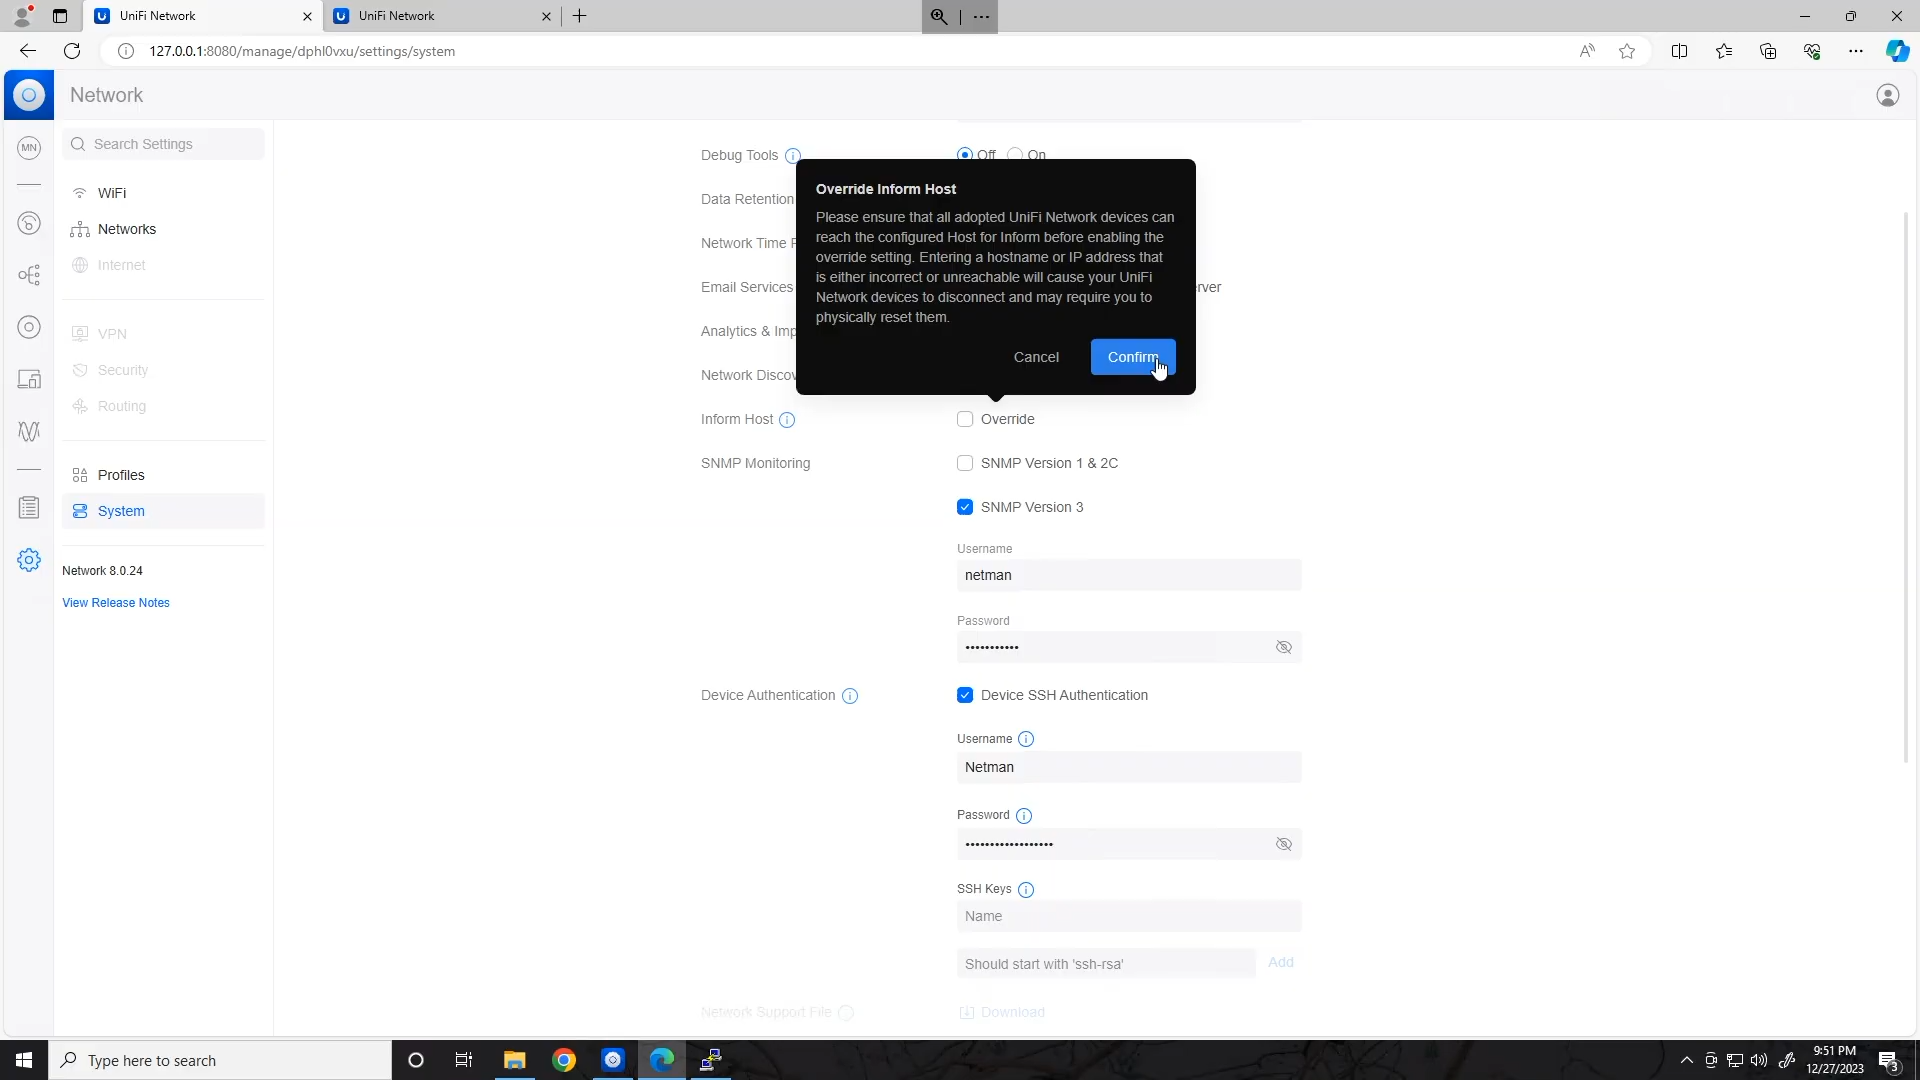 UniFi Network
UniFi Network
127.0.0.1:8080/manage/dphl0vxu/settings/system
Network
MN
Search Settings
WiFi
Networks
Internet
VPN
Security
Routing
Profiles
System
Network 8.0.24
View Release Notes
Debug Tools
Off
On
Data Retention
Network Time
Email Services
rver
Analytics & Imp
Network Discov
Override Inform Host
Please ensure that all adopted UniFi Network devices can
reach the configured Host for Inform before enabling the
override setting. Entering a hostname or IP address that
is either incorrect or unreachable will cause your UniFi
Network devices to disconnect and may require you to
physically reset them.
Cancel
Confirm
Inform Host
Override
SNMP Monitoring
SNMP Version 1 & 2C
SNMP Version 3
Username
netman
Password
Device Authentication
Device SSH Authentication
Username
Netman
Password
SSH Keys
Name
Should start with 'ssh-rsa'
Add
Network Support File
Download
Type here to search
9:51 PM
12/27/2023
3